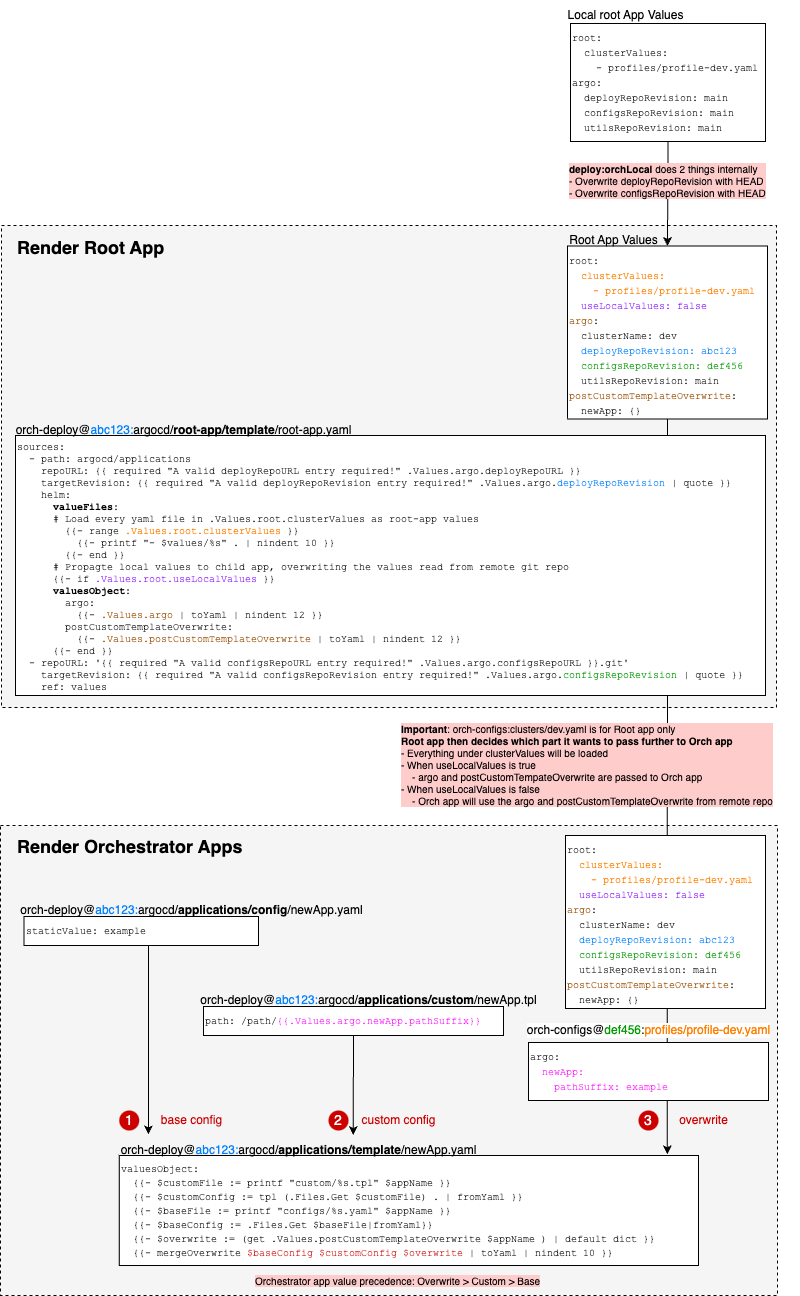 Local root App Values
root:
clusterValues:
- profiles/profile-dev.yaml
argo:
deployRepoRevision: main
configsRepoRevision: main
utilsRepoRevision: main
deploy:orchLocal does 2 things internally
- Overwrite deployRepoRevision with HEAD
- Overwrite configsRepoRevision with HEAD
Render Root App
Root App Values
root:
clusterValues:
- profiles/profile-dev.yaml
useLocalValues: false
argo:
clusterName: dev
deployRepoRevision: abc123
configsRepoRevision: def456
utilsRepoRevision: main
postCustomTemplateOverwrite:
newApp: {}
orch-deploy@abc123:argocd/root-app/template/root-app.yaml
sources:
- path: argocd/applications
repoURL: {{ required "A valid deployRepoURL entry required!" .Values.argo.deployRepoURL }}
targetRevision: {{ required "A valid deployRepoRevision entry required!" .Values.argo.deployRepoRevision | quote }}
helm:
valueFiles:
# Load every yaml file in .Values.root.clusterValues as root-app values
{{- range .Values.root.clusterValues }}
{{- printf "- $values/%s" . | nindent 10 }}
{{- end }}
# Propagte local values to child app, overwriting the values read from remote git repo
{{- if .Values.root.useLocalValues }}
valuesObject:
argo:
{{- .Values.argo | toYaml | nindent 12 }}
postCustomTemplateOverwrite:
{{- .Values.postCustomTemplateOverwrite | toYaml | nindent 12 }}
{{- end }}
- repoURL: '{{ required "A valid configsRepoURL entry required!" .Values.argo.configsRepoURL }}.git'
targetRevision: {{ required "A valid configsRepoRevision entry required!" .Values.argo.configsRepoRevision | quote }}
ref: values
Important: orch-configs:clusters/dev.yaml is for Root app only
Root app then decides which part it wants to pass further to Orch app
- Everything under clusterValues will be loaded
- When useLocalValues is true
- argo and postCustomTempateOverwrite are passed to Orch app
- When useLocalValues is false
- Orch app will use the argo and postCustomTemplateOverwrite from remote repo
Render Orchestrator Apps
root:
clusterValues:
- profiles/profile-dev.yaml
useLocalValues: false
argo:
clusterName: dev
deployRepoRevision: abc123
configsRepoRevision: def456
utilsRepoRevision: main
postCustomTemplateOverwrite:
newApp: {}
orch-deploy@abc123:argocd/applications/config/newApp.yaml
staticValue: example
orch-deploy@abc123:argocd/applications/custom/newApp.tpl
path: /path/{{.Values.argo.newApp.pathSuffix}}
orch-configs@def456:profiles/profile-dev.yaml
argo:
newApp:
pathSuffix: example
1 base config
2 custom config
3 overwrite
orch-deploy@abc123:argocd/applications/template/newApp.yaml
valuesObject:
{{- $customFile := printf "custom/%s.tpl" $appName }}
{{- $customConfig := tpl (.Files.Get $customFile) . | fromYaml }}
{{- $baseFile := printf "configs/%s.yaml" $appName }}
{{- $baseConfig := .Files.Get $baseFile|fromYaml}}
{{- $overwrite := (get .Values.postCustomTemplateOverwrite $appName ) | default dict }}
{{- mergeOverwrite $baseConfig $customConfig $overwrite | toYaml | nindent 10 }}
Orchestrator app value precedence: Overwrite > Custom > Base